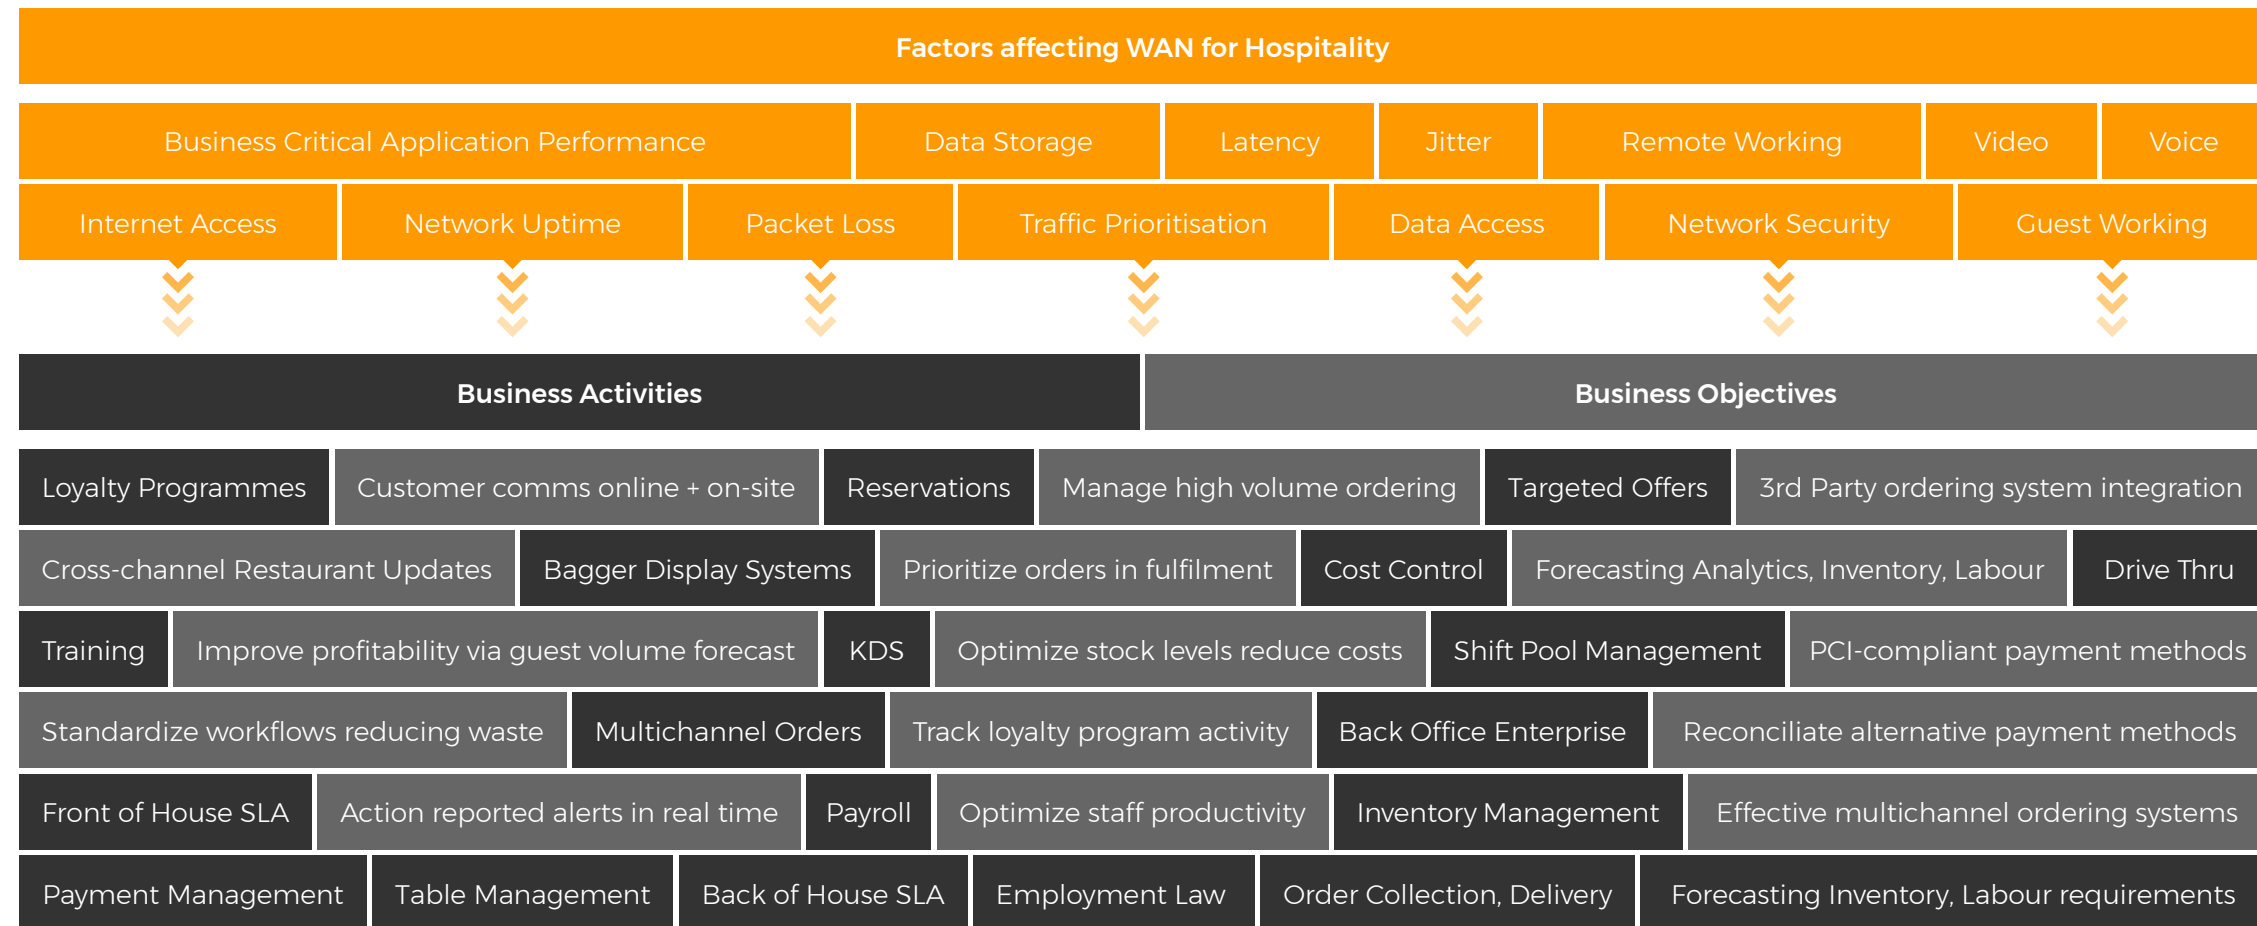 Factors affecting WAN for Hospitality
Business Critical Application Performance Data Storage Latency Jitter Remote Working Video Voice
Internet Access Network Uptime Packet Loss Traffic Prioritisation Data Access Network Security Guest Working
Business Activities Business Objectives
Loyalty Programmes Customer comms online + on-site Reservations Manage high volume ordering Targeted Offers 3rd Party ordering system integration
Cross-channel Restaurant Updates Bagger Display Systems Prioritize orders in fulfilment Cost Control Forecasting Analytics, Inventory, Labour Drive Thru
Training Improve profitability via guest volume forecast KDS Optimize stock levels reduce costs Shift Pool Management PCI-compliant payment methods
Standardize workflows reducing waste Multichannel Orders Track loyalty program activity Back Office Enterprise Reconciliate alternative payment methods
Front of House SLA Action reported alerts in real time Payroll Optimize staff productivity Inventory Management Effective multichannel ordering systems
Payment Management Table Management Back of House SLA Employment Law Order Collection, Delivery Forecasting Inventory, Labour requirements